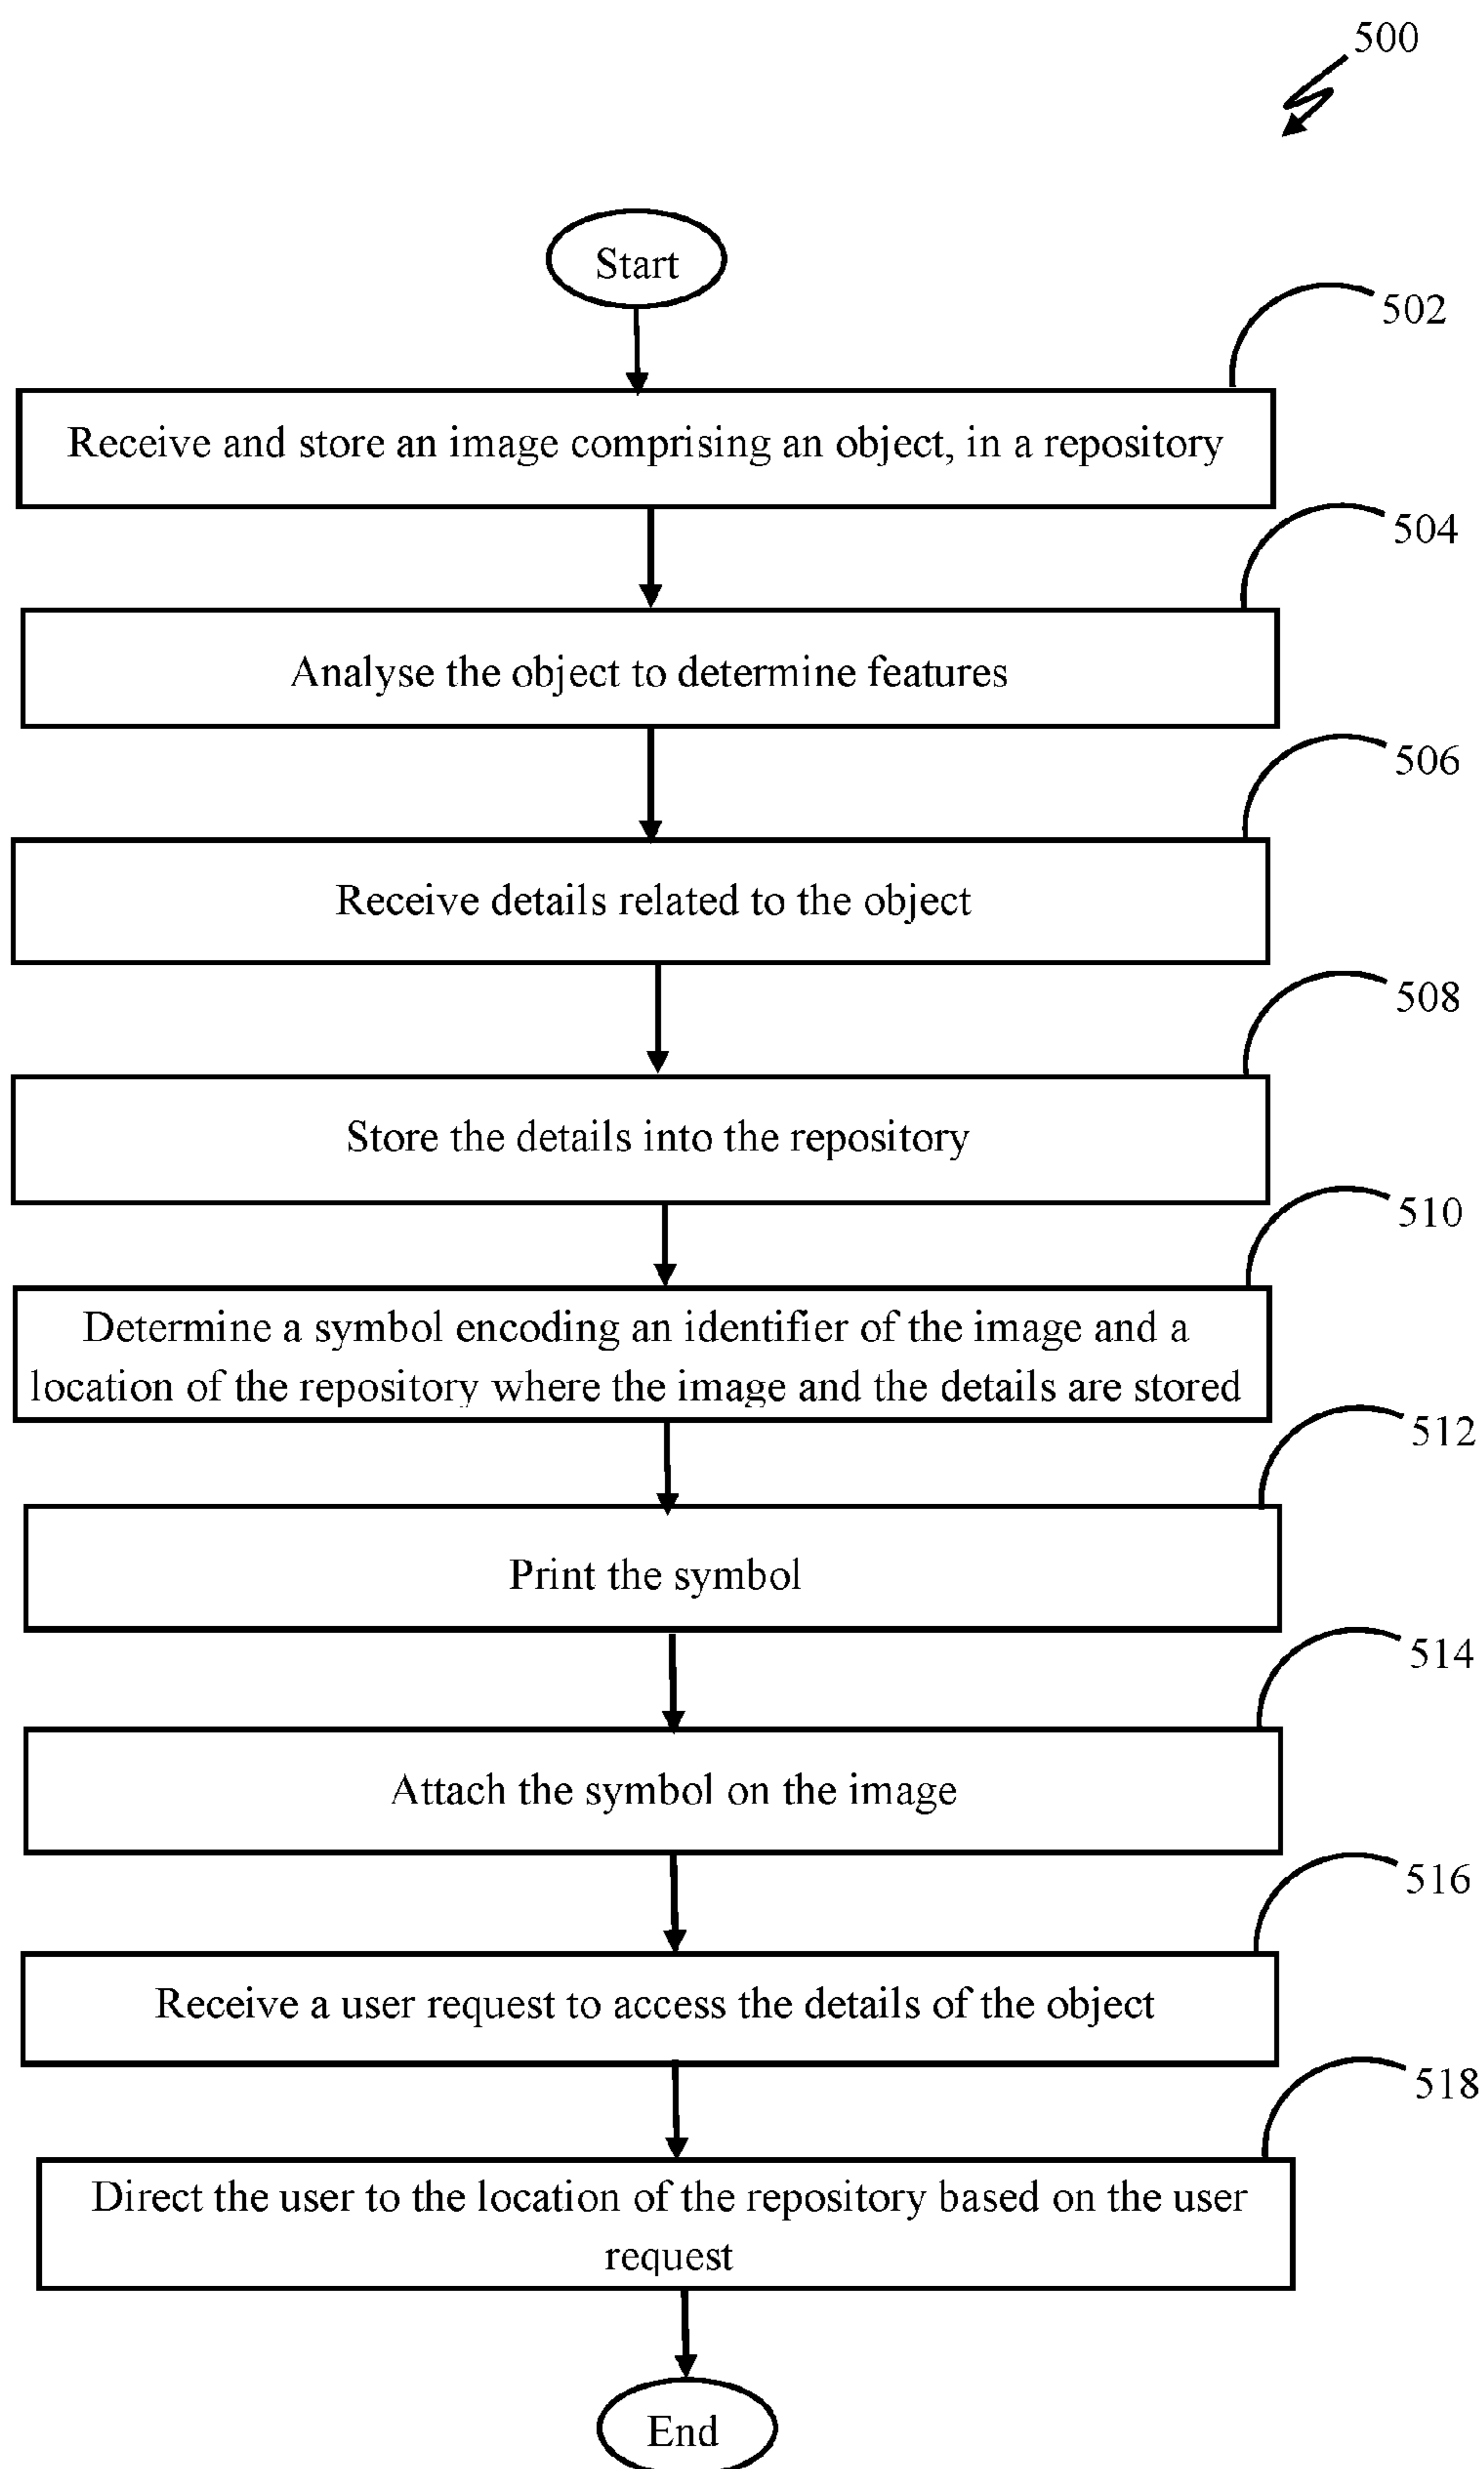 500
Start
502
Receive and store an image comprising an object, in a repository
504
Analyse the object to determine features
506
Receive details related to the object
508
Store the details into the repository
510
Determine a symbol encoding an identifier of the image and a
location of the repository where the image and the details are stored
512
Print the symbol
514
Attach the symbol on the image
516
Receive a user request to access the details of the object
518
Direct the user to the location of the repository based on the user
request
End